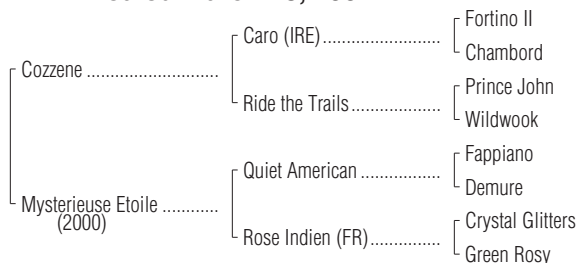 Fortino II
Caro (IRE)...........................
Chambord
Cozzene ...............................
Prince John
Ride the Trails.....................
Wildwook
Fappiano
Quiet American ..................
Demure
Mysterieuse Etoile .............
(2000)
Crystal Glitters
Rose Indien (FR)................
Green Rosy